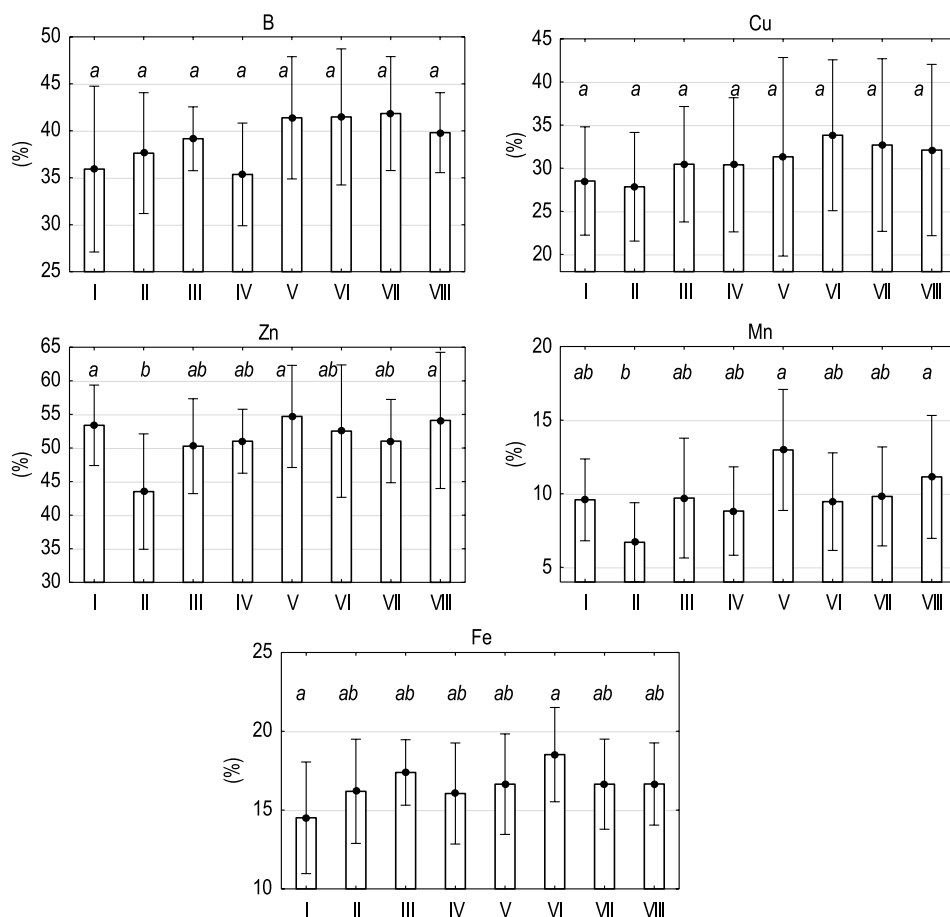 B
(%)
50
45
40
35
30
25
a a a a a a a a
I II III IV V VI VII VIII
Cu
(%)
45
40
35
30
25
20
a a a a a a a a
I II III IV V VI VII VIII
Zn
(%)
65
60
55
50
45
40
35
30
a b ab ab a ab ab a
I II III IV V VI VII VIII
Mn
(%)
20
15
10
5
ab b ab ab a ab ab a
I II III IV V VI VII VIII
Fe
(%)
25
20
15
10
a ab ab ab ab a ab ab
I II III IV V VI VII VIII